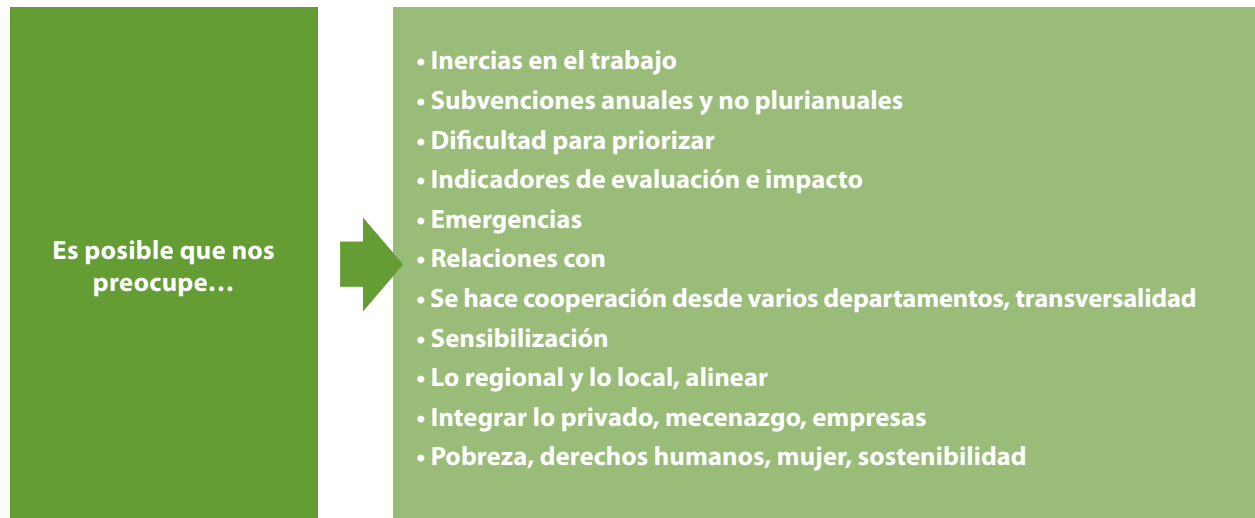 Es posible que nos
preocupe…
• Inercias en el trabajo
• Subvenciones anuales y no plurianuales
• Dificultad para priorizar
• Indicadores de evaluación e impacto
• Emergencias
• Relaciones con
• Se hace cooperación desde varios departamentos, transversalidad
• Sensibilización
• Lo regional y lo local, alinear
• Integrar lo privado, mecenazgo, empresas
• Pobreza, derechos humanos, mujer, sostenibilidad